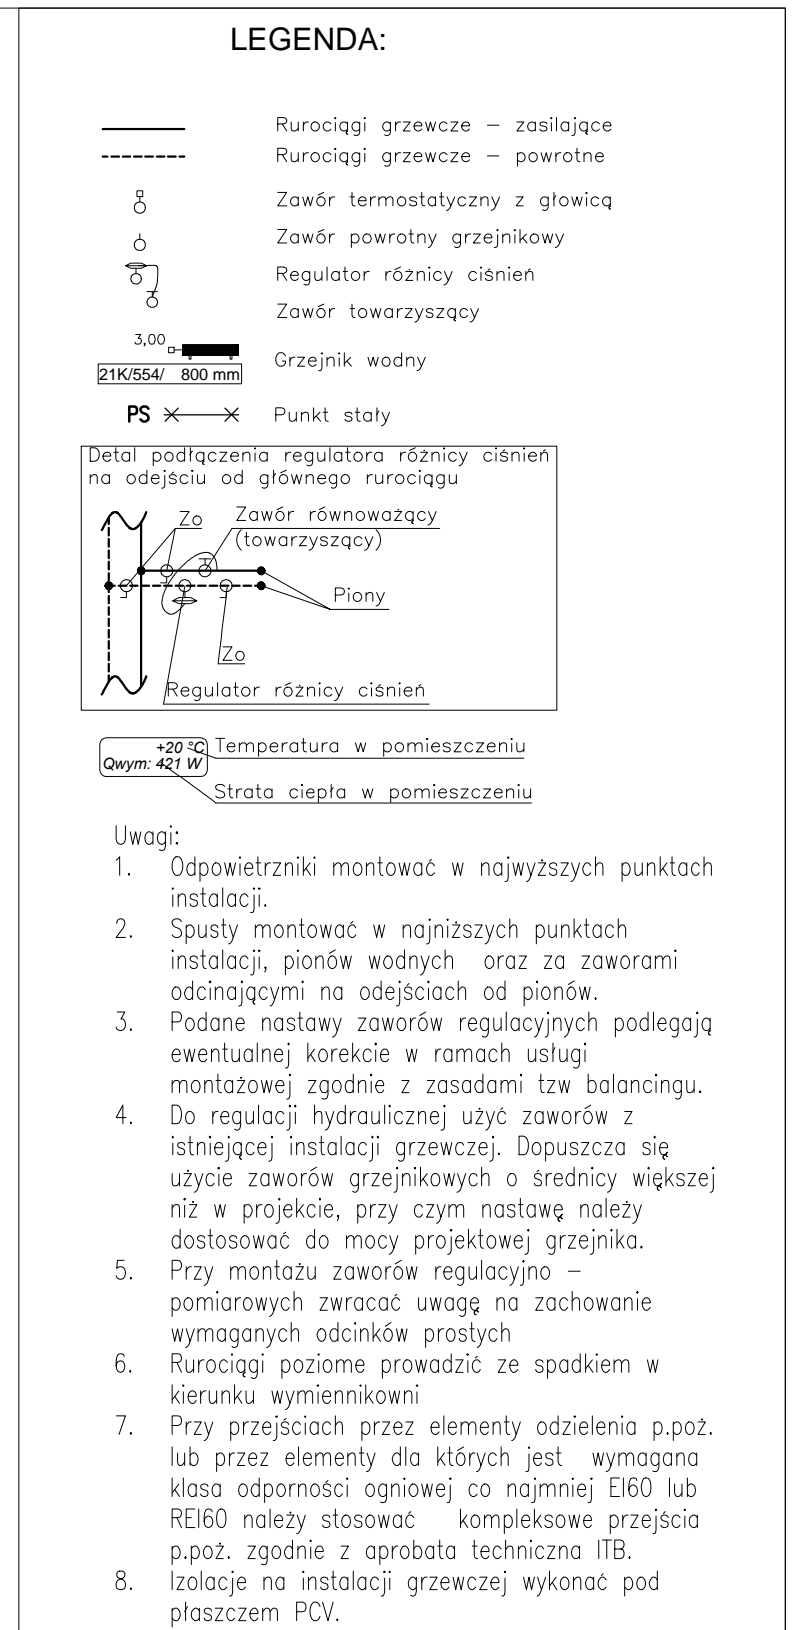 LEGENDA:
Rurociągi grzewcze – zasilające
Rurociągi grzewcze – powrotne
Zawór termostatyczny z głowicą
Zawór powrotny grzejnikowy
Regulator różnicy ciśnień
Zawór towarzyszący
3,00
21K/554/ 800 mm
Grzejnik wodny
PS
Punkt stały
Detal podłączenia regulatora różnicy ciśnień
na odejściu od głównego rurociągu
Zo
Zawór równoważący
(towarzyszący)
Piony
Zo
Regulator różnicy ciśnień
+20 °C
Temperatura w pomieszczeniu
Qwym: 421 W
Strata ciepła w pomieszczeniu
Uwagi:
1. Odpowietrzniki montować w najwyższych punktach
instalacji.
2. Spusty montować w najniższych punktach
instalacji, pionów wodnych oraz za zaworami
odcinającymi na odejściach od pionów.
3. Podane nastawy zaworów regulacyjnych podlegają
ewentualnej korekcie w ramach usługi
montażowej zgodnie z zasadami tzw balancingu.
4. Do regulacji hydraulicznej użyć zaworów z
istniejącej instalacji grzewczej. Dopuszcza się
użycie zaworów grzejnikowych o średnicy większej
niż w projekcie, przy czym nastawę należy
dostosować do mocy projektowej grzejnika.
5. Przy montażu zaworów regulacyjno –
pomiarowych zwracać uwagę na zachowanie
wymaganych odcinków prostych
6. Rurociągi poziome prowadzić ze spadkiem w
kierunku wymiennikowni
7. Przy przejściach przez elementy odzielenia p.poż.
lub przez elementy dla których jest wymagana
klasa odporności ogniowej co najmniej EI60 lub
REI60 należy stosować kompleksowe przejścia
p.poż. zgodnie z aprobata techniczna ITB.
8. Izolacje na instalacji grzewczej wykonać pod
płaszczem PCV.